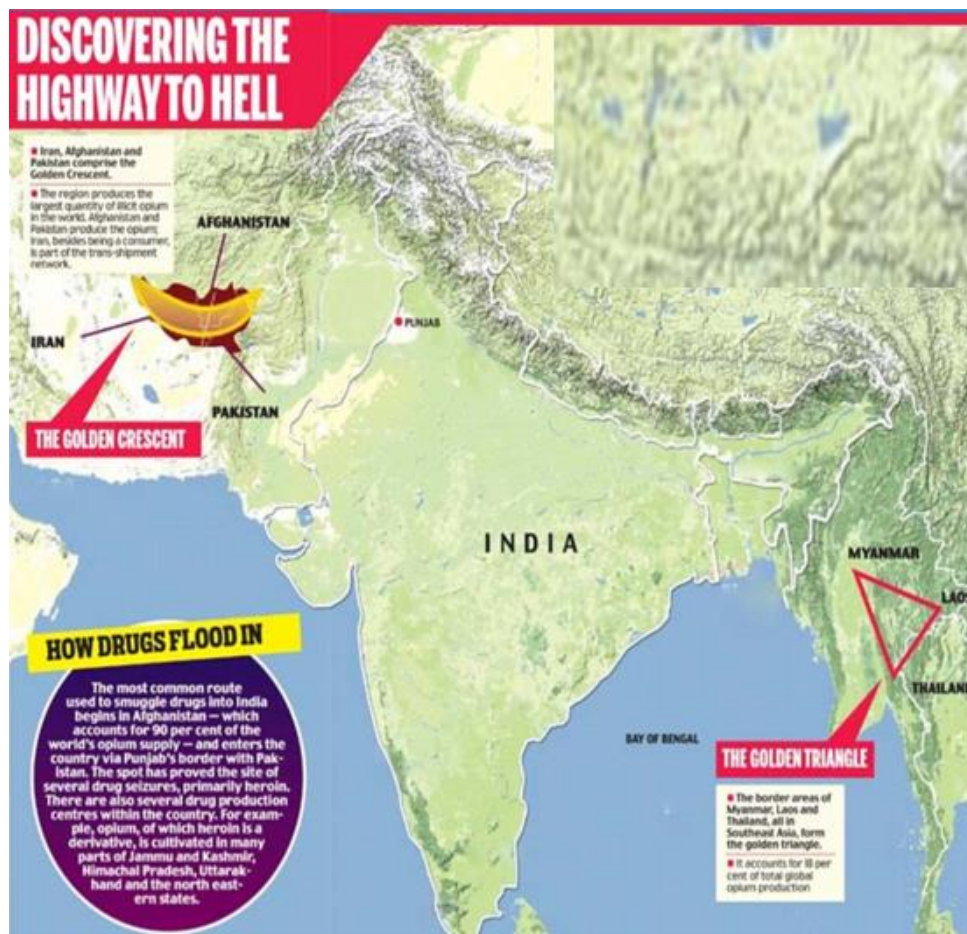 DISCOVERING THE
HIGHWAY TO HELL
Iran, Afghanistan and
Pakistan comprise the
Golden Crescent.
The region produces the
largest quantity of illicit opium
in the world. Afghanistan and
Pakistan produce the opium;
Iran, besides being a consumer,
is part of the trans-shipment
network.
AFGHANISTAN
IRAN
PAKISTAN
THE GOLDEN CRESCENT
PUNJAB
INDIA
MYANMAR
LAOS
THAILAND
BAY OF BENGAL
THE GOLDEN TRIANGLE
The border areas of
Myanmar, Laos and
Thailand, all in
Southeast Asia, form
the golden triangle.
It accounts for 18 per
cent of total global
opium production
HOW DRUGS FLOOD IN
The most common route
used to smuggle drugs into India
begins in Afghanistan — which
accounts for 90 per cent of the
world's opium supply — and enters the
country via Punjab's border with Pak-
istan. The spot has proved the site of
several drug seizures, primarily heroin.
There are also several drug production
centres within the country. For exam-
ple, opium, of which heroin is a
derivative, is cultivated in many
parts of Jammu and Kashmir,
Himachal Pradesh, Uttarak-
hand and the north east-
ern states.